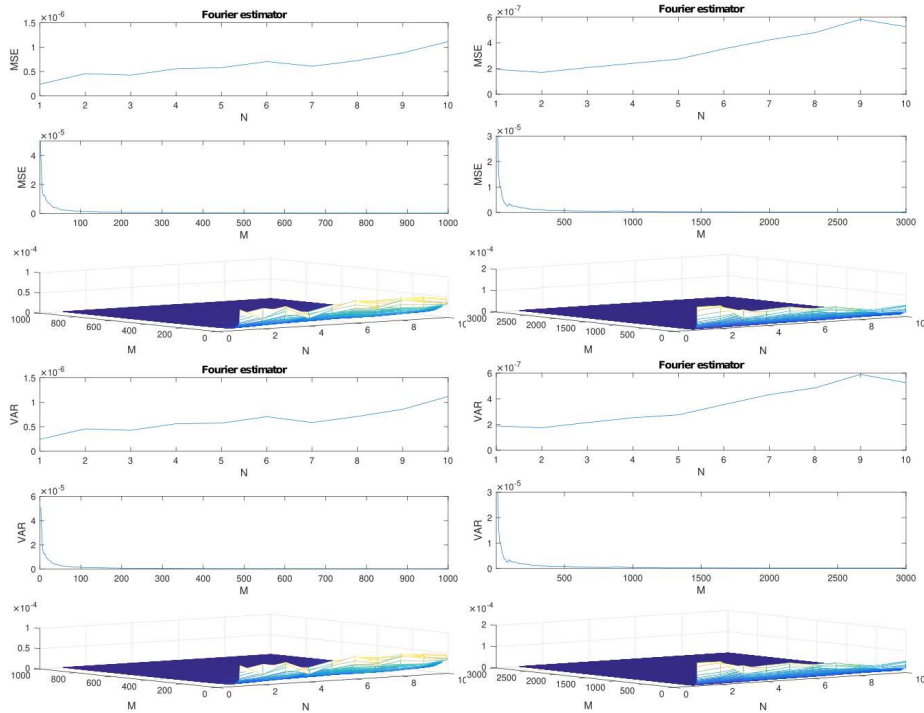 Fourier estimator
×10-6
1.5
1
0.5
0
MSE
1 2 3 4 5 6 7 8 9 10
N
×10-5
4
2
0
MSE
100 200 300 400 500 600 700 800 900 1000
M
×10-4
1
0.5
0
1000 800 600 400 200 0
M
0 2 4 6 8 10
N
Fourier estimator
×10-7
6
4
2
0
MSE
1 2 3 4 5 6 7 8 9 10
N
×10-5
3
2
1
0
MSE
500 1000 1500 2000 2500 3000
M
×10-4
2
1
0
3000 2500 2000 1500 1000 500 0
M
0 2 4 6 8 10
N
Fourier estimator
×10-6
1.5
1
0.5
0
VAR
1 2 3 4 5 6 7 8 9 10
N
×10-5
6
4
2
0
VAR
0 100 200 300 400 500 600 700 800 900 1000
M
×10-4
1
0.5
0
1000 800 600 400 200 0
M
0 2 4 6 8 10
N
Fourier estimator
×10-7
6
4
2
0
VAR
1 2 3 4 5 6 7 8 9 10
N
×10-5
3
2
1
0
VAR
500 1000 1500 2000 2500 3000
M
×10-4
2
1
0
3000 2500 2000 1500 1000 500 0
M
0 2 4 6 8 10
N